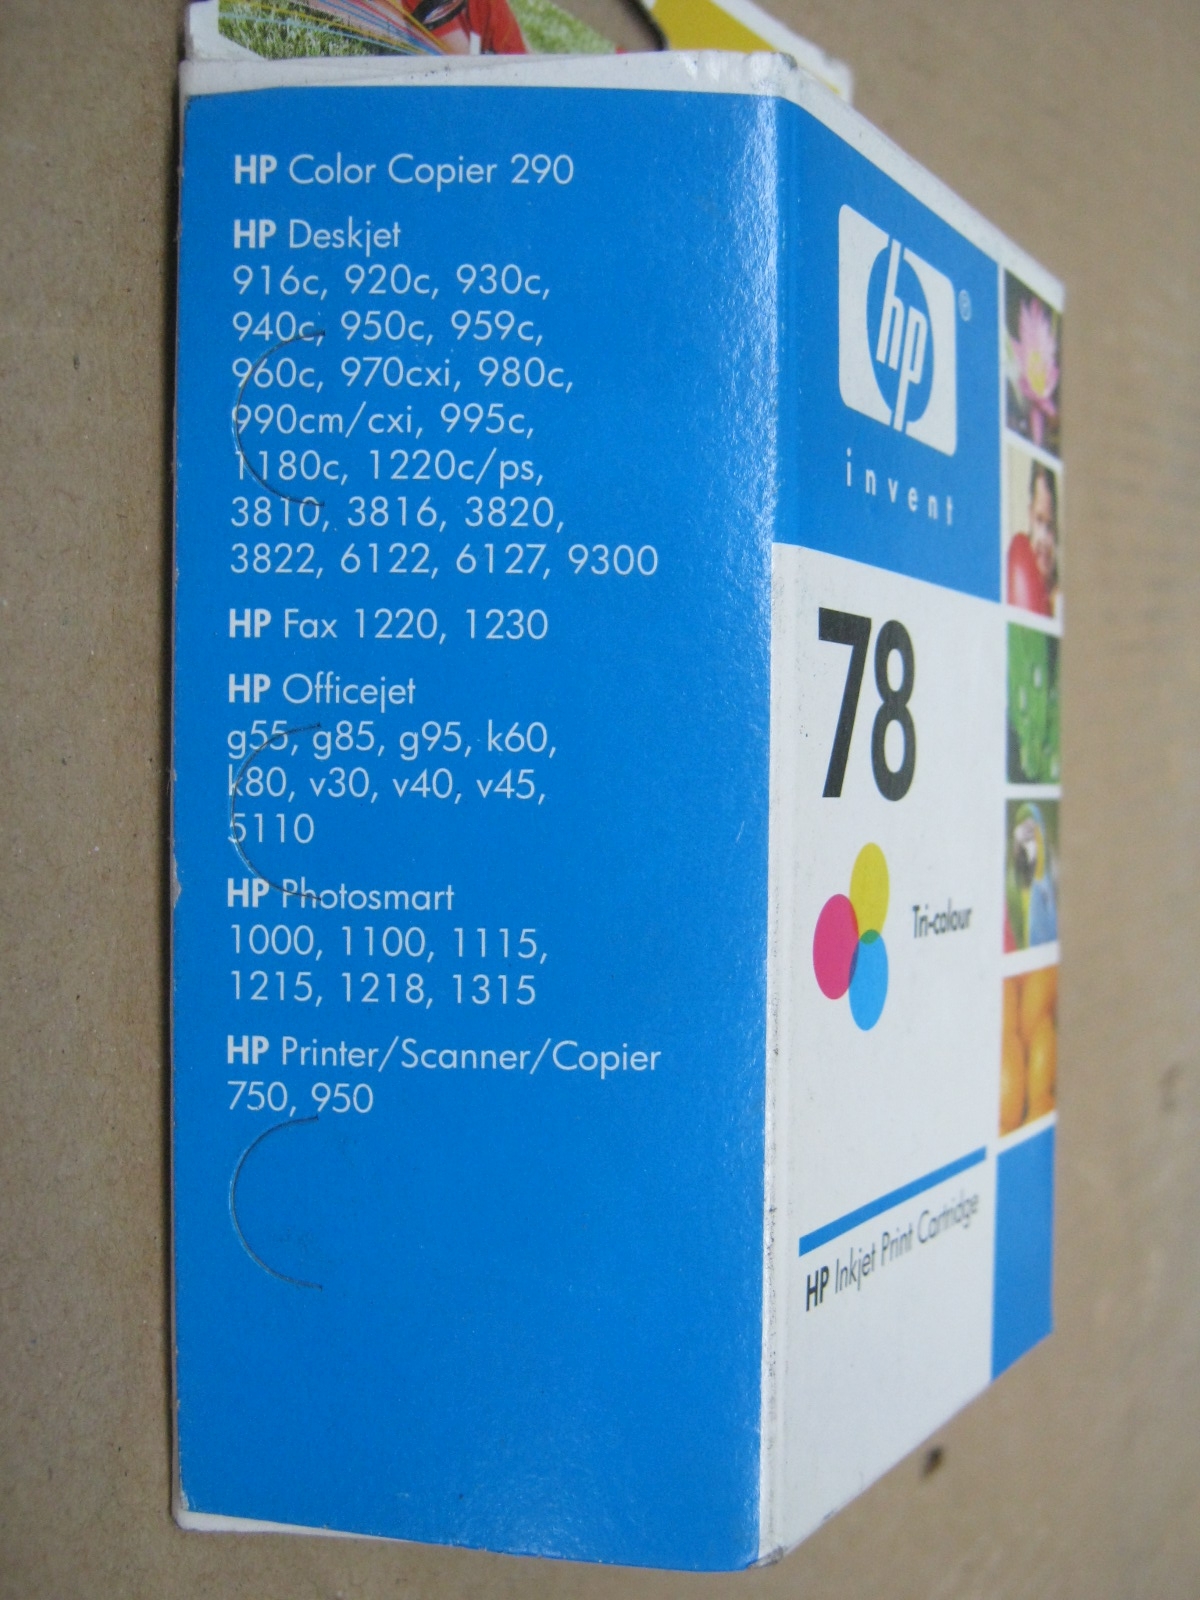 HP Color Copier 290
HP Deskjet
916c, 920c, 930c,
940c, 950c, 959c,
960c, 970cxi, 980c,
990cm/cxi, 995c,
1180c, 1220c/ps,
3810, 3816, 3820,
3822, 6122, 6127, 9300
HP Fax 1220, 1230
HP Officejet
g55, g85, g95, k60,
k80, v30, v40, v45,
5110
HP Photosmart
1000, 1100, 1115,
1215, 1218, 1315
HP Printer/Scanner/Copier
750, 950
hp®
invent
78
Tri-colour
HP Inkjet Print Cartridge